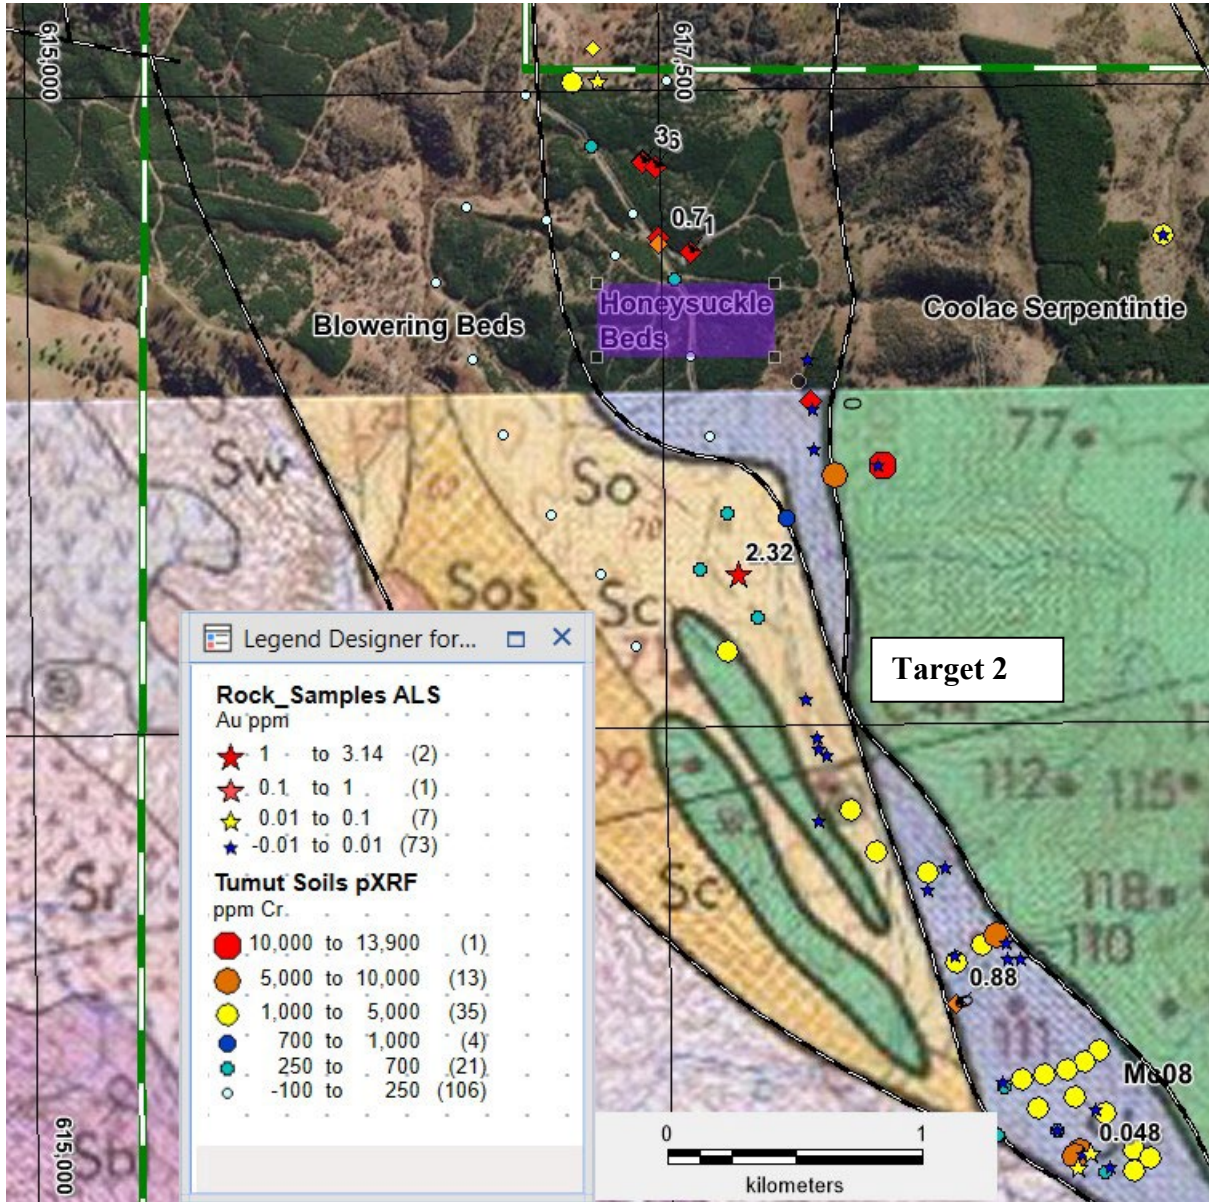 615,000
617,500
36
0.71
Honeysuckle
Beds
Blowering Beds
Coolac Serpentintie
0
77
Sw
So
70
2.32
Sos
Sc
Target 2
112
115
Sc
Sr
118
110
0.88
111
Mc08
0.048
Sb
615,000
Legend Designer for...
Rock_Samples ALS
Au ppm
1 to 3.14 (2)
0.1 to 1 (1)
0.01 to 0.1 (7)
-0.01 to 0.01 (73)
Tumut Soils pXRF
ppm Cr
10,000 to 13,900 (1)
5,000 to 10,000 (13)
1,000 to 5,000 (35)
700 to 1,000 (4)
250 to 700 (21)
-100 to 250 (106)
0 1
kilometers